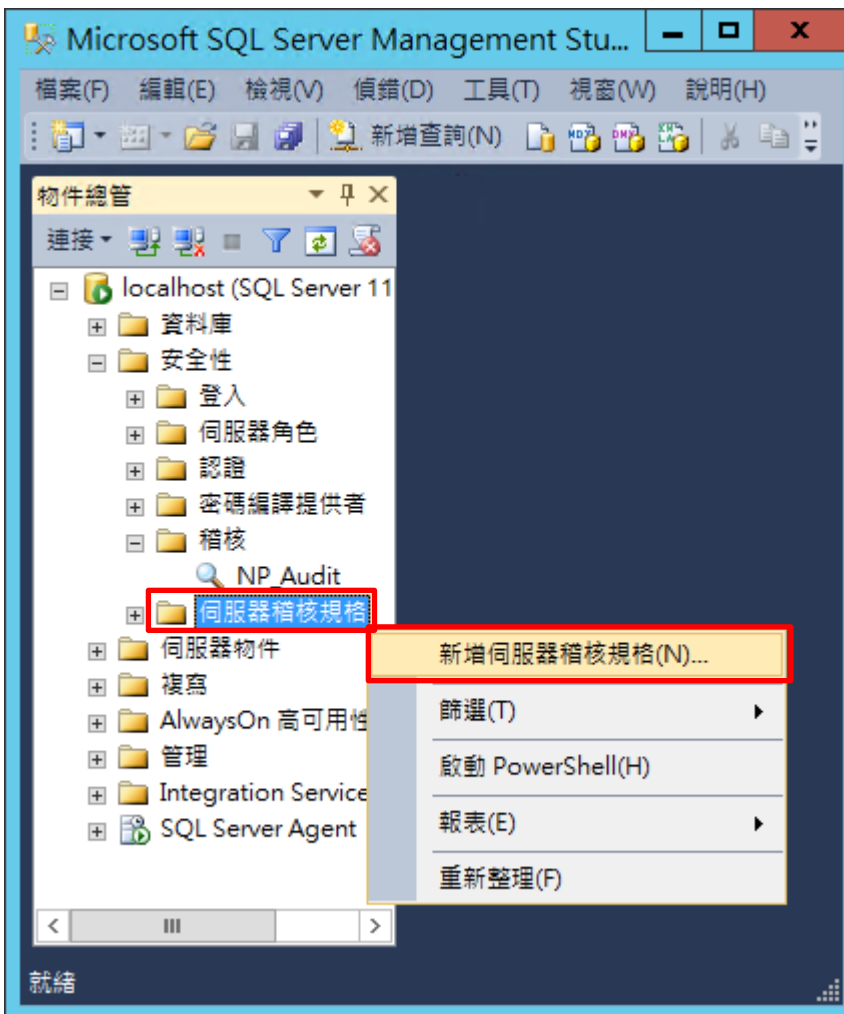 Microsoft SQL Server Management Stu...
檔案(F) 編輯(E) 檢視(V) 偵錯(D) 工具(T) 視窗(W) 說明(H)
新增查詢(N)
物件總管
連接
localhost (SQL Server 11
資料庫
安全性
登入
伺服器角色
認證
密碼編譯提供者
稽核
NP_Audit
伺服器稽核規格
伺服器物件
複寫
AlwaysOn 高可用性
管理
Integration Service
SQL Server Agent
新增伺服器稽核規格(N)...
篩選(T)
啟動 PowerShell(H)
報表(E)
重新整理(F)
就緒